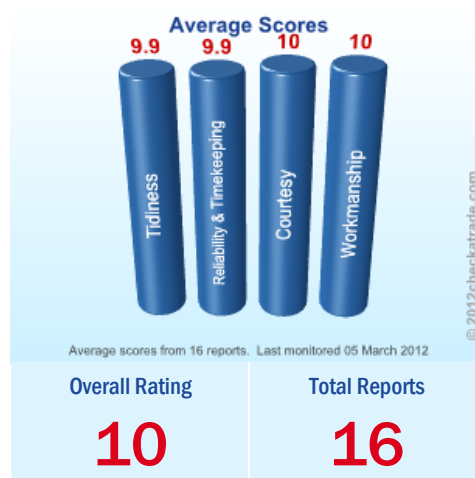 Average Scores
9.9 9.9 10 10
Tidiness
Reliability & Timekeeping
Courtesy
Workmanship
© 2012checkatrade.com
Average scores from 16 reports. Last monitored 05 March 2012
Overall Rating Total Reports
10 16